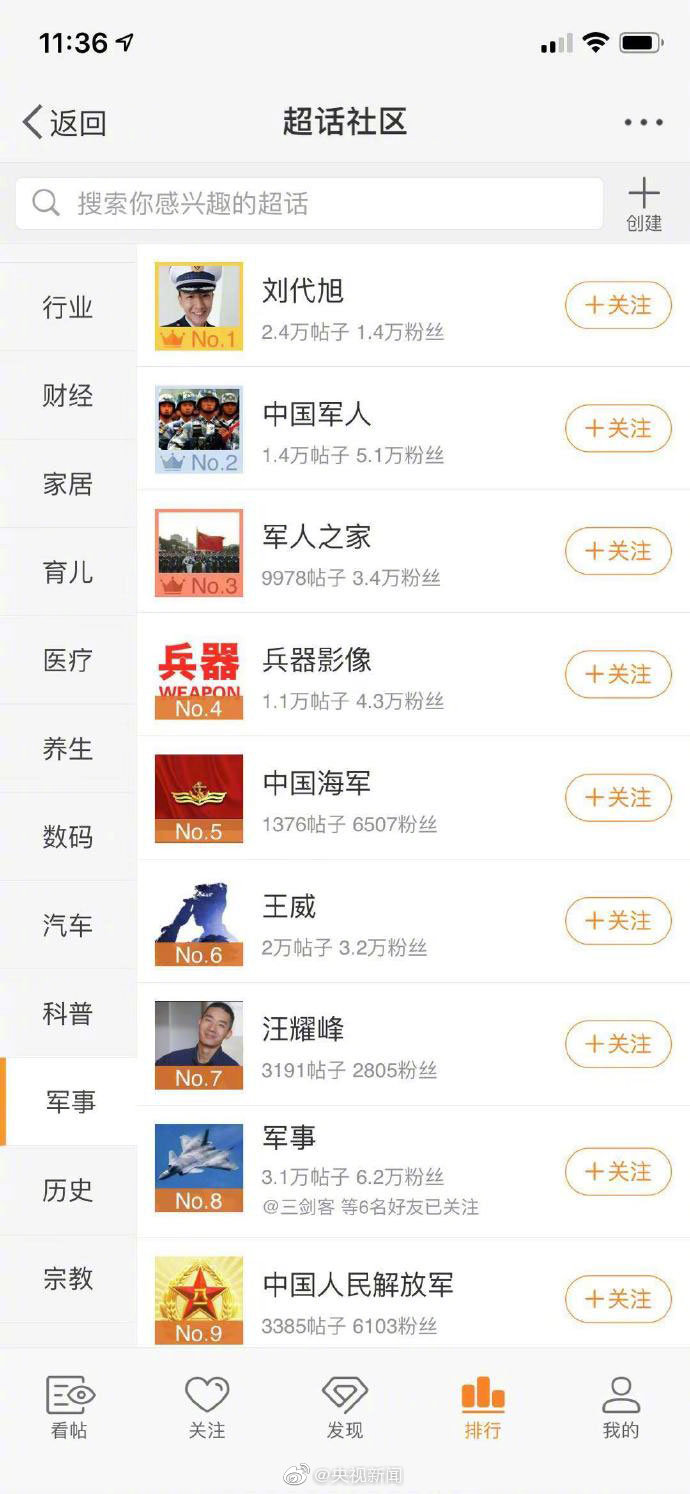 11:36
返回
超话社区
搜索你感兴趣的超话
创建
行业
财经
家居
育儿
医疗
养生
数码
汽车
科普
军事
历史
宗教
No.1
刘代旭
2.4万帖子 1.4万粉丝
+关注
No.2
中国军人
1.4万帖子 5.1万粉丝
+关注
No.3
军人之家
9978帖子 3.4万粉丝
+关注
兵器
WEAPON
No.4
兵器影像
1.1万帖子 4.3万粉丝
+关注
No.5
中国海军
1376帖子 6507粉丝
+关注
No.6
王威
2万帖子 3.2万粉丝
+关注
No.7
汪耀峰
3191帖子 2805粉丝
+关注
No.8
军事
3.1万帖子 6.2万粉丝
@三剑客 等6名好友已关注
+关注
八一
No.9
中国人民解放军
3385帖子 6103粉丝
+关注
看帖
关注
发现
排行
我的
@央视新闻